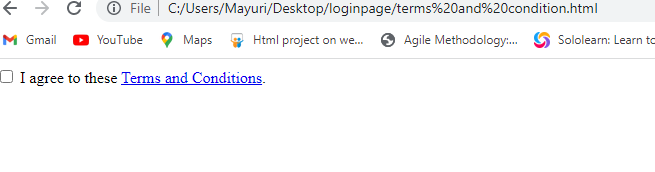 File C:/Users/Mayuri/Desktop/loginpage/terms%20and%20condition.html
Gmail YouTube Maps Html project on we... Agile Methodology:... Sololearn: Learn to
I agree to these Terms and Conditions.